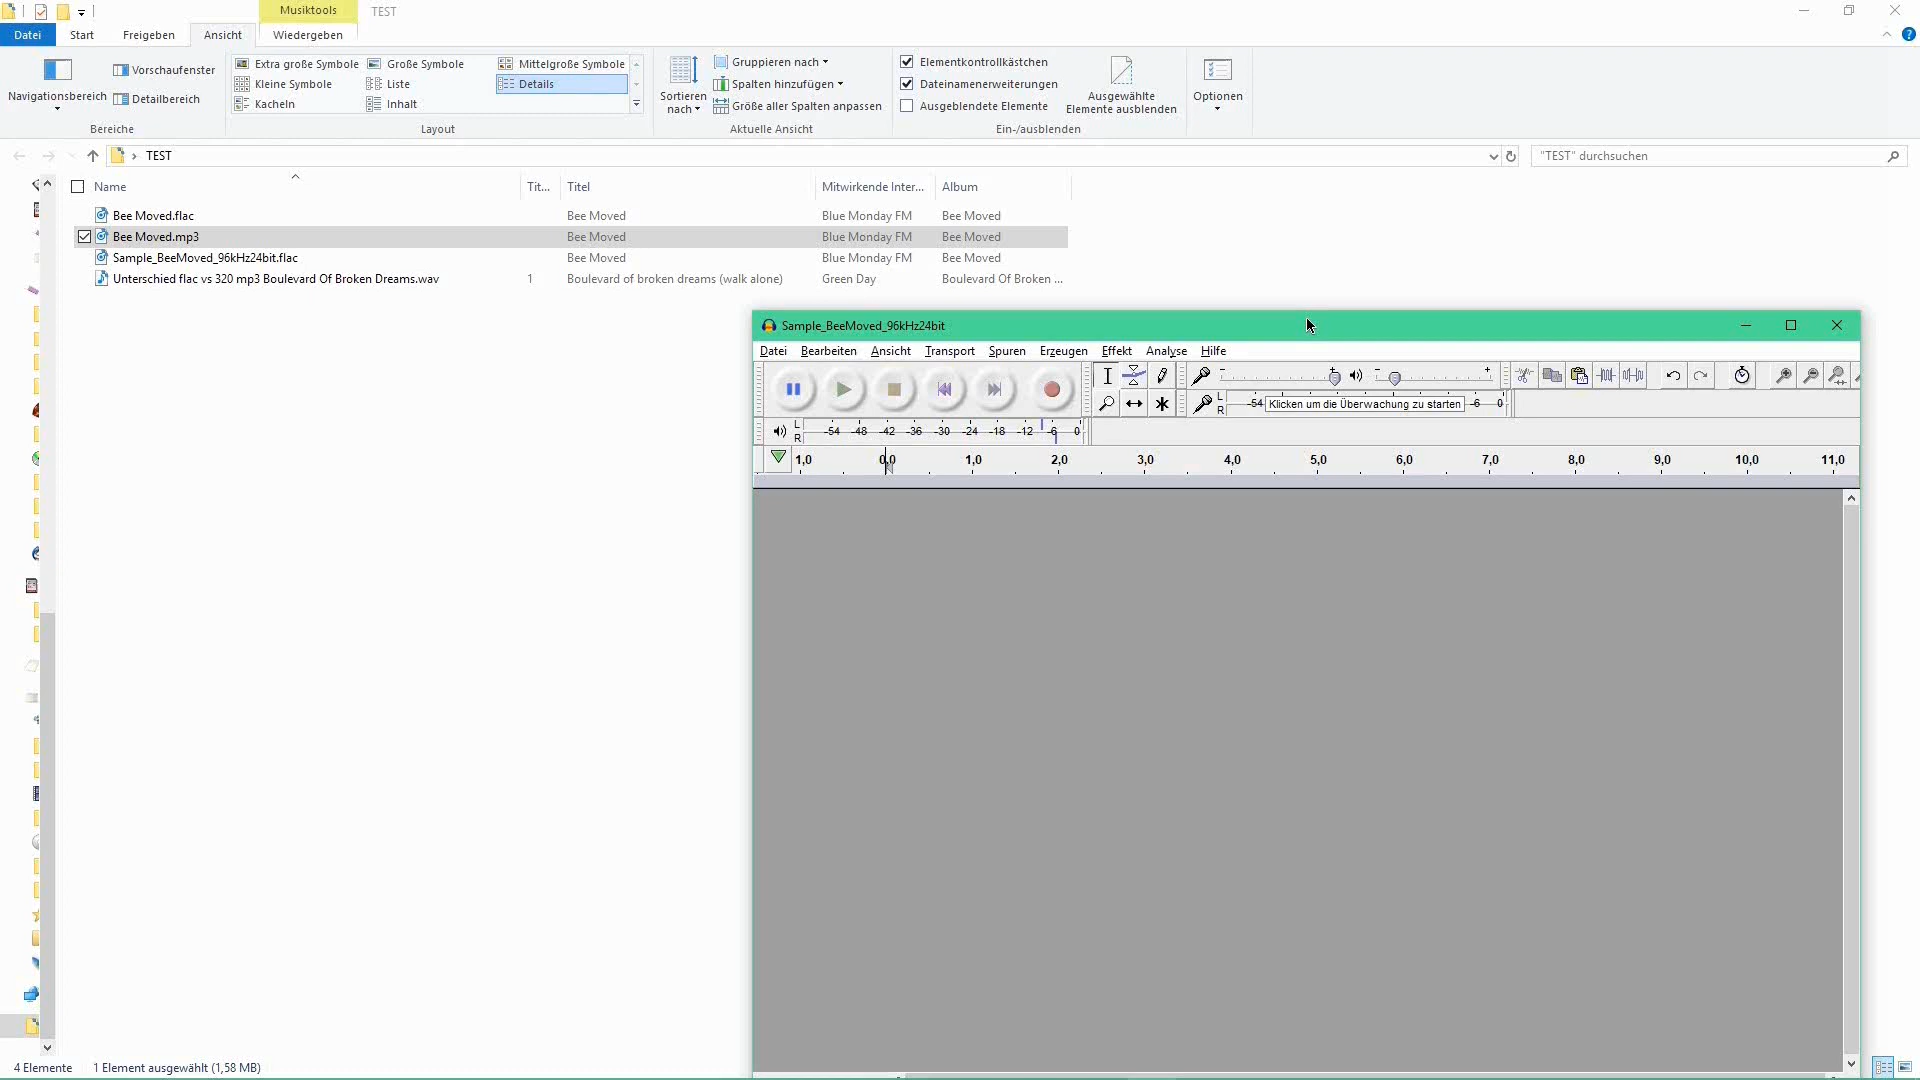 Musiktools
TEST
Datei Start Freigeben Ansicht Wiedergeben
Navigationsbereich
Vorschaufenster
Detailbereich
Bereiche
Extra große Symbole Große Symbole Mittelgroße Symbole
Kleine Symbole Liste Details
Kacheln Inhalt
Layout
Sortieren nach
Gruppieren nach
Spalten hinzufügen
Größe aller Spalten anpassen
Aktuelle Ansicht
Elementkontrollkästchen
Dateinamenerweiterungen
Ausgeblendete Elemente
Ausgewählte
Elemente ausblenden
Ein-/ausblenden
Optionen
TEST
"TEST" durchsuchen
Name Tit... Titel Mitwirkende Inter... Album
Bee Moved.flac Bee Moved Blue Monday FM Bee Moved
Bee Moved.mp3 Bee Moved Blue Monday FM Bee Moved
Sample_BeeMoved_96kHz24bit.flac Bee Moved Blue Monday FM Bee Moved
Unterschied flac vs 320 mp3 Boulevard Of Broken Dreams.wav 1 Boulevard of broken dreams (walk alone) Green Day Boulevard Of Broken ...
Sample_BeeMoved_96kHz24bit
Datei Bearbeiten Ansicht Transport Spuren Erzeugen Effekt Analyse Hilfe
L
R
-54 Klicken um die Überwachung zu starten -6 0
L
R
-54 -48 -42 -36 -30 -24 -18 -12 -6 0
1,0 0,0 1,0 2,0 3,0 4,0 5,0 6,0 7,0 8,0 9,0 10,0 11,0
4 Elemente 1 Element ausgewählt (1,58 MB)